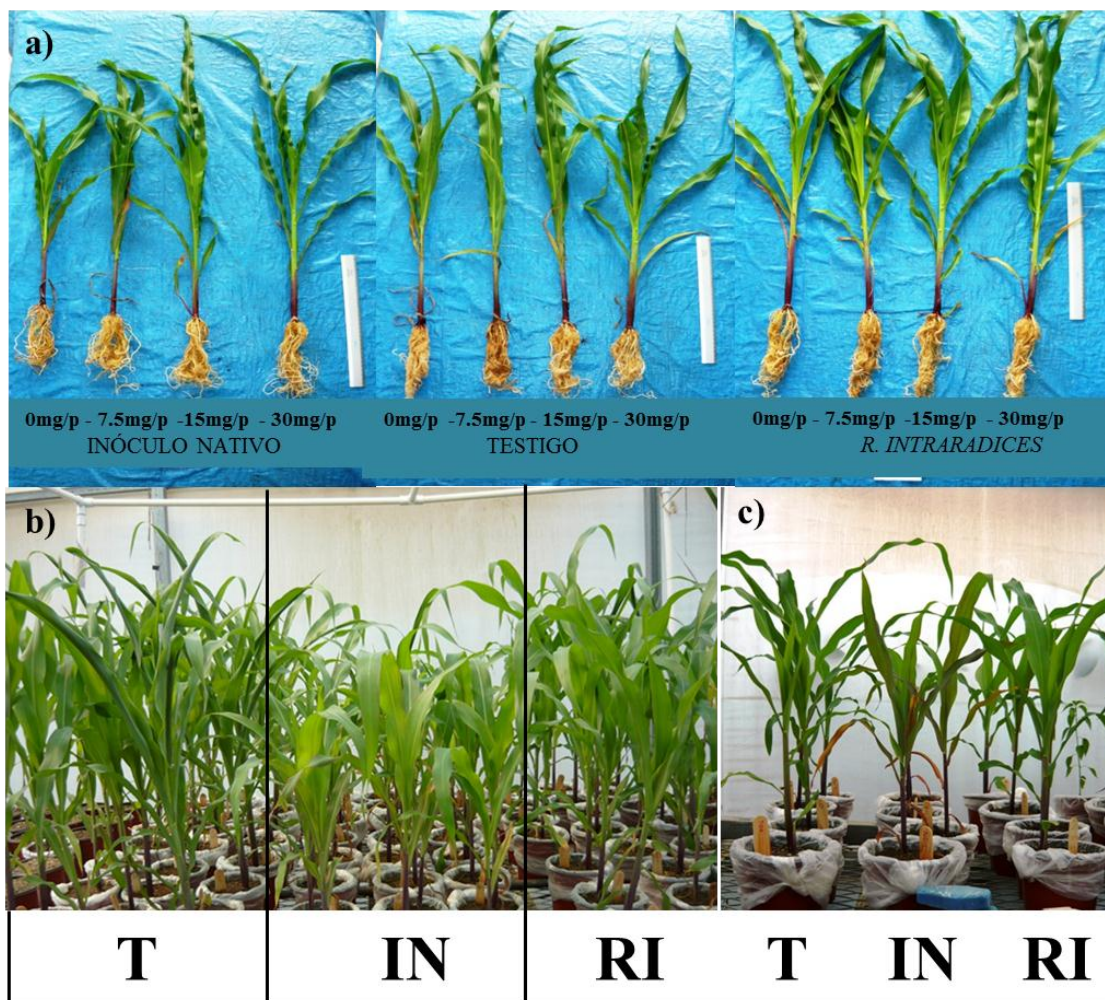 a)
0mg/p - 7.5mg/p -15mg/p - 30mg/p
INÓCULO NATIVO
0mg/p -7.5mg/p - 15mg/p - 30mg/p
TESTIGO
0mg/p - 7.5mg/p -15mg/p - 30mg/p
R. INTRARADICES
b)
c)
T
IN
RI
T
IN
RI